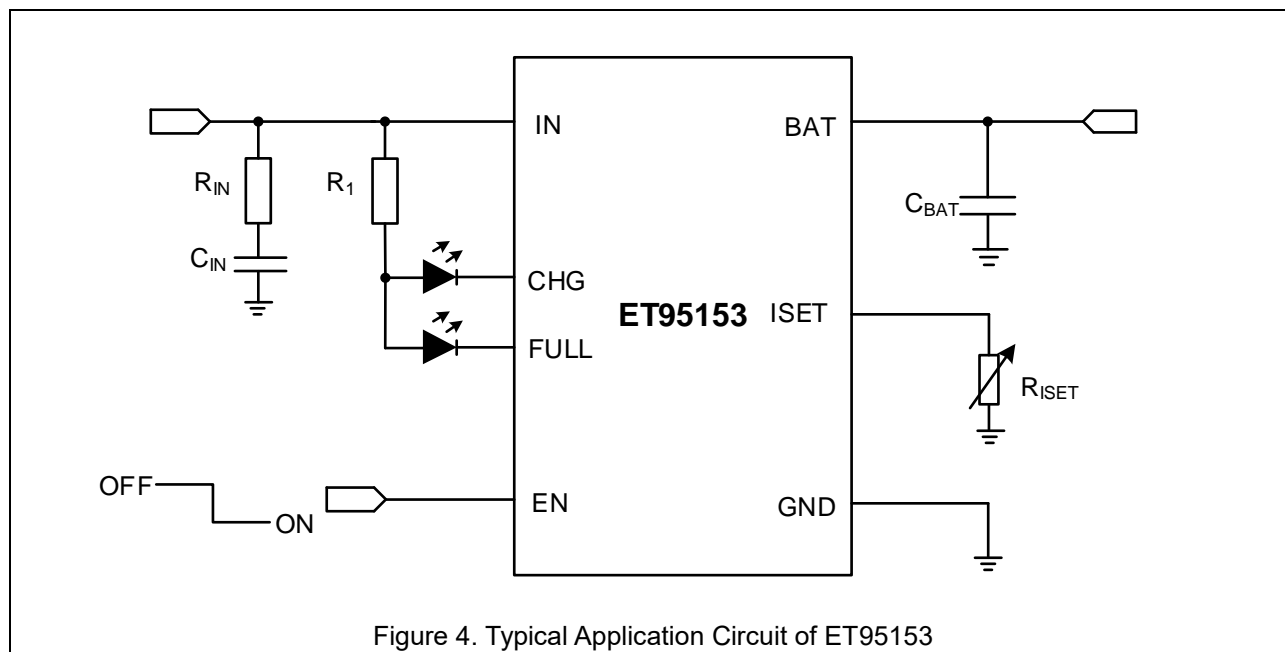 IN
BAT
R_IN
R_1
C_BAT
C_IN
CHG
ET95153
ISET
FULL
R_ISET
OFF
ON
EN
GND
Figure 4. Typical Application Circuit of ET95153